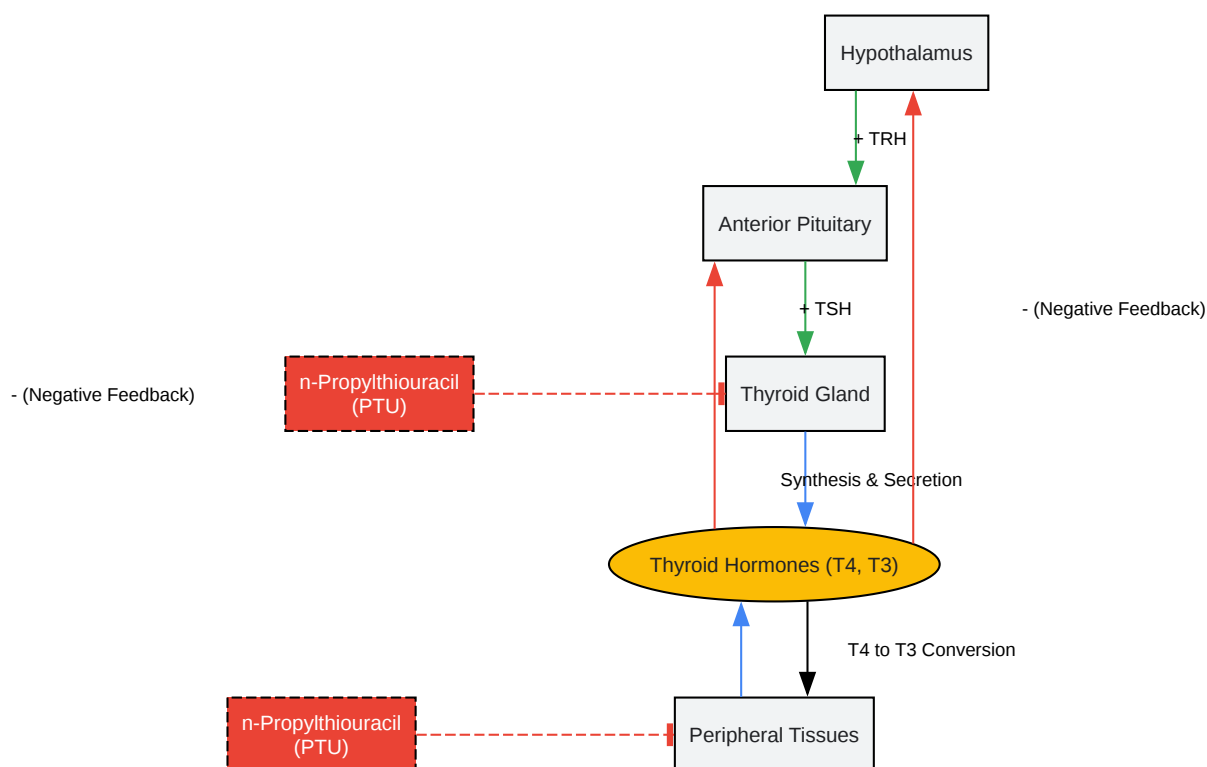 Hypothalamus
+ TRH
Anterior Pituitary
+ TSH
- (Negative Feedback)
- (Negative Feedback)
n-Propylthiouracil
(PTU)
Thyroid Gland
Synthesis & Secretion
Thyroid Hormones (T4, T3)
T4 to T3 Conversion
n-Propylthiouracil
(PTU)
Peripheral Tissues